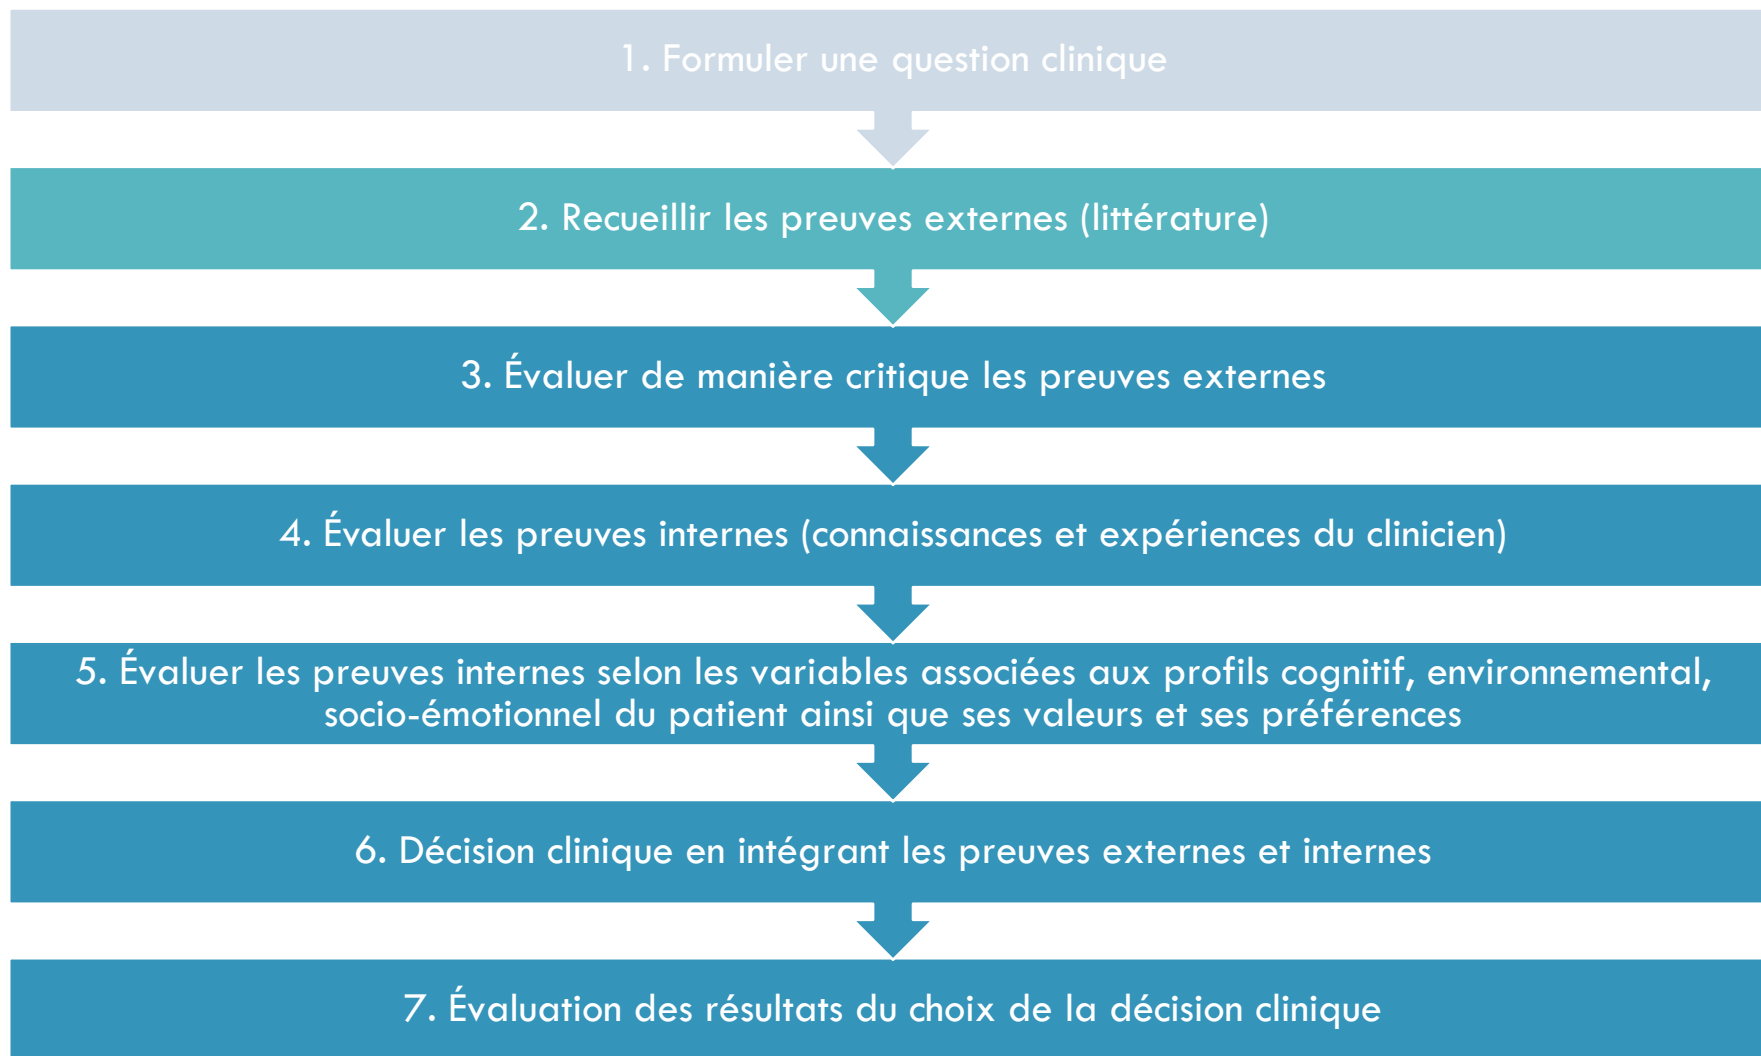 1. Formuler une question clinique
2. Recueillir les preuves externes (littérature)
3. Évaluer de manière critique les preuves externes
4. Évaluer les preuves internes (connaissances et expériences du clinicien)
5. Évaluer les preuves internes selon les variables associées aux profils cognitif, environnemental,
socio-émotionnel du patient ainsi que ses valeurs et ses préférences
6. Décision clinique en intégrant les preuves externes et internes
7. Évaluation des résultats du choix de la décision clinique